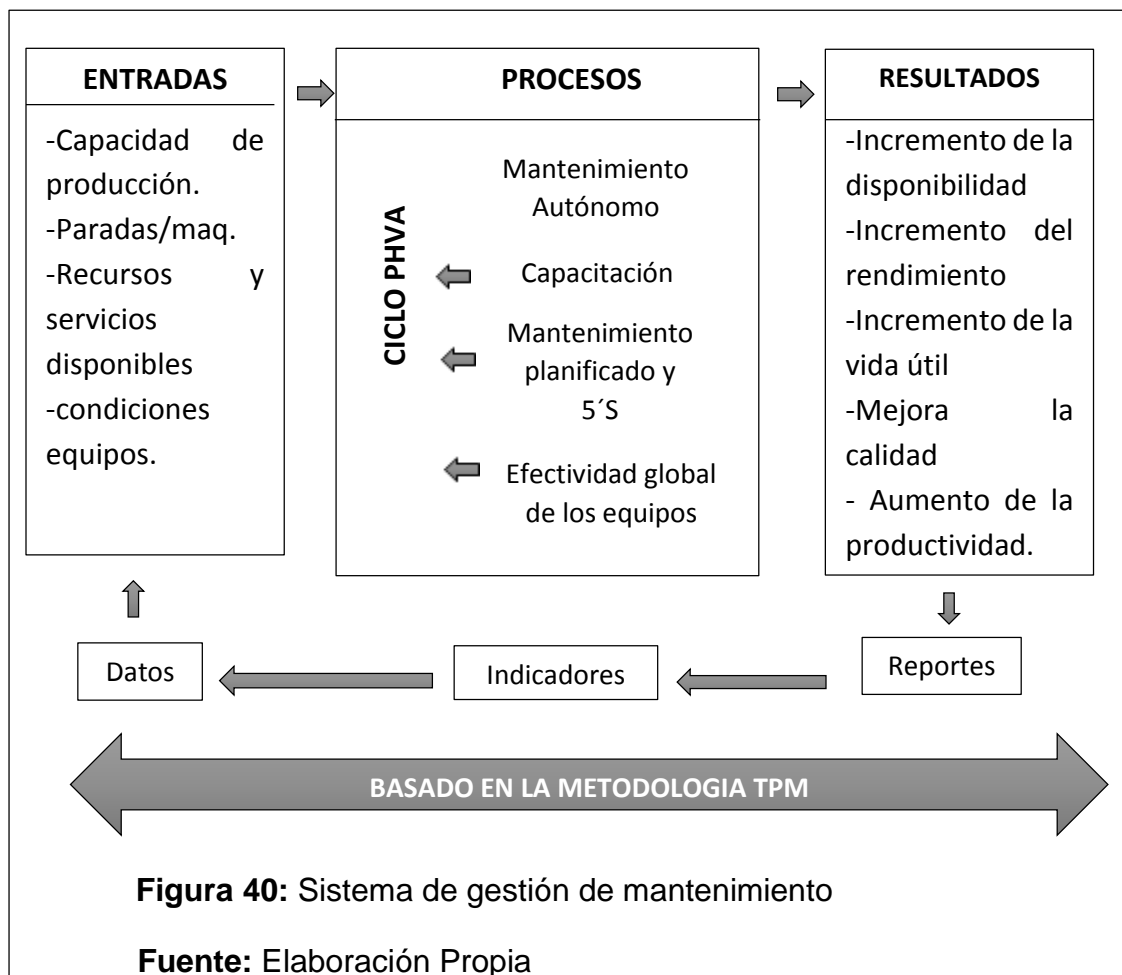 ENTRADAS
-Capacidad de
producción.
-Paradas/maq.
-Recursos y
servicios
disponibles
-condiciones
equipos.
PROCESOS
CICLO PHVA
Mantenimiento
Autónomo
Capacitación
Mantenimiento
planificado y
5´S
Efectividad global
de los equipos
RESULTADOS
-Incremento de la
disponibilidad
-Incremento del
rendimiento
-Incremento de la
vida útil
-Mejora la
calidad
- Aumento de la
productividad.
Datos
Indicadores
Reportes
BASADO EN LA METODOLOGIA TPM
Figura 40: Sistema de gestión de mantenimiento
Fuente: Elaboración Propia